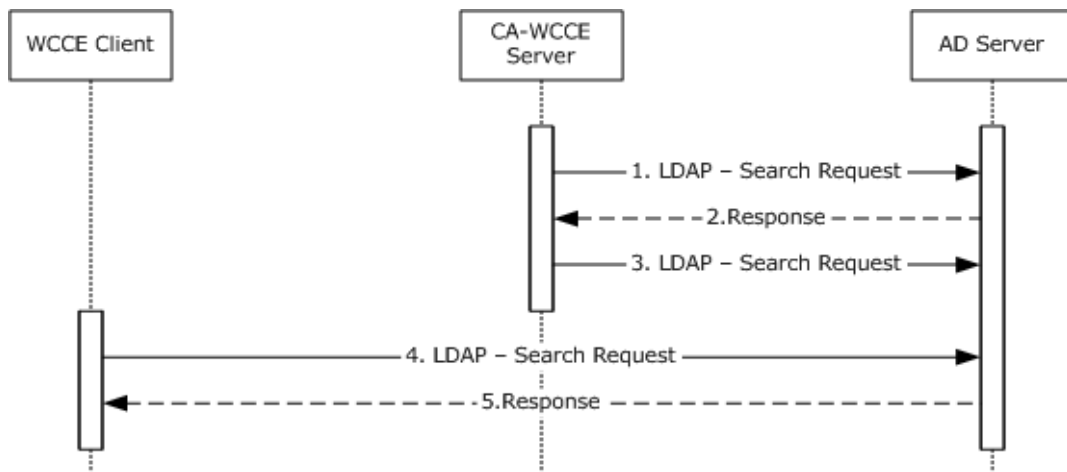 WCCE Client
CA-WCCE
Server
AD Server
1. LDAP – Search Request
2.Response
3. LDAP – Search Request
4. LDAP – Search Request
5.Response